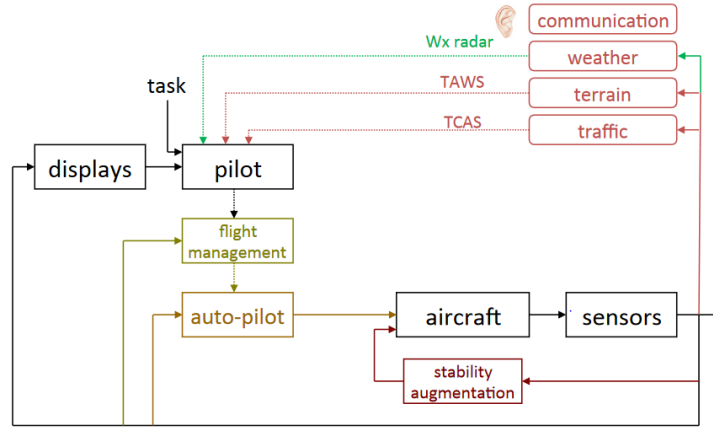 communication
Wx radar
weather
TAWS
terrain
task
TCAS
traffic
displays
pilot
flight
management
auto-pilot
aircraft
sensors
stability
augmentation